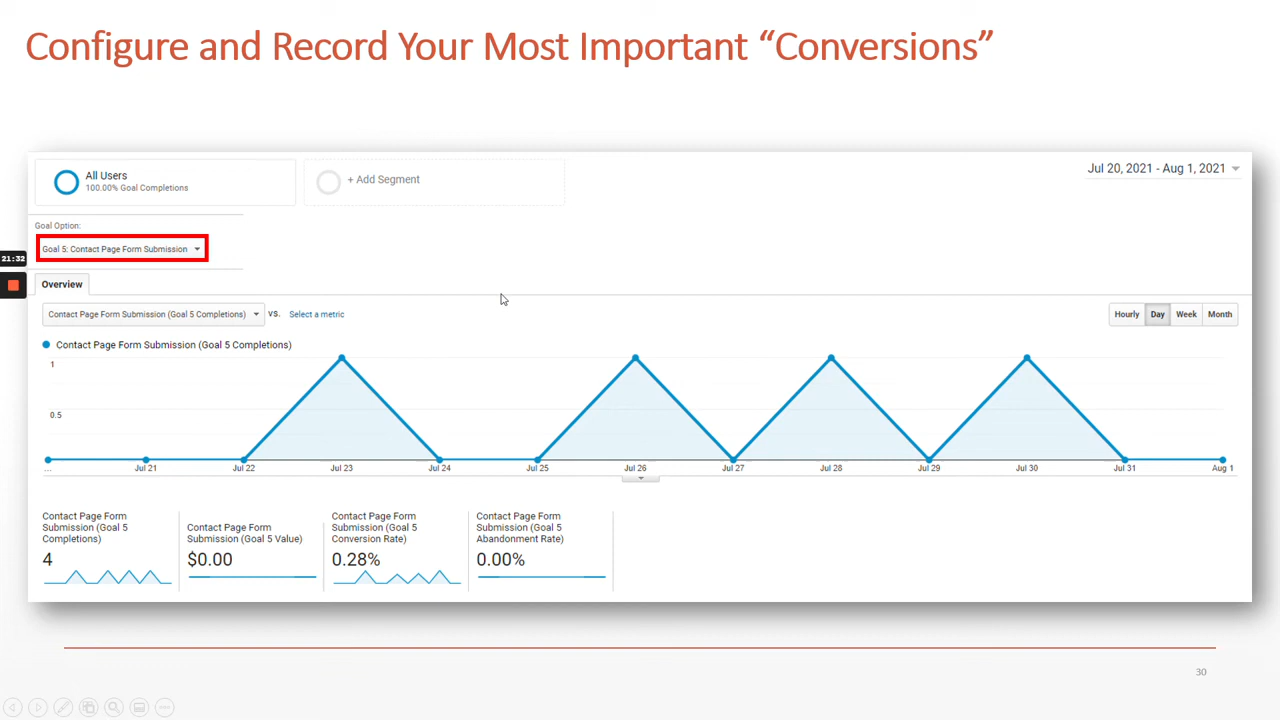 Configure and Record Your Most Important “Conversions”
All Users
100.00% Goal Completions
+ Add Segment
Jul 20, 2021 - Aug 1, 2021
Goal Option:
Goal 5: Contact Page Form Submission
21:32
Overview
Contact Page Form Submission (Goal 5 Completions)
VS.
Select a metric
Hourly
Day
Week
Month
Contact Page Form Submission (Goal 5 Completions)
1
0.5
...
Jul 21
Jul 22
Jul 23
Jul 24
Jul 25
Jul 26
Jul 27
Jul 28
Jul 29
Jul 30
Jul 31
Aug 1
Contact Page Form
Submission (Goal 5
Completions)
4
Contact Page Form
Submission (Goal 5 Value)
$0.00
Contact Page Form
Submission (Goal 5
Conversion Rate)
0.28%
Contact Page Form
Submission (Goal 5
Abandonment Rate)
0.00%
30